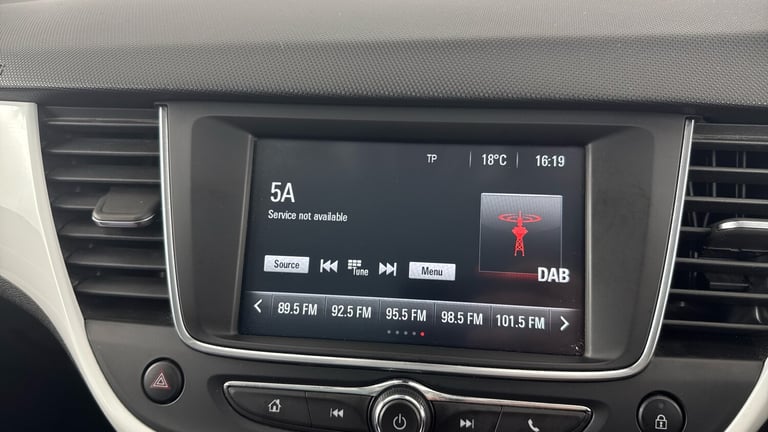 TP 18°C 16:19
5A
Service not available
Source Tune Menu
DAB
89.5 FM 92.5 FM 95.5 FM 98.5 FM 101.5 FM